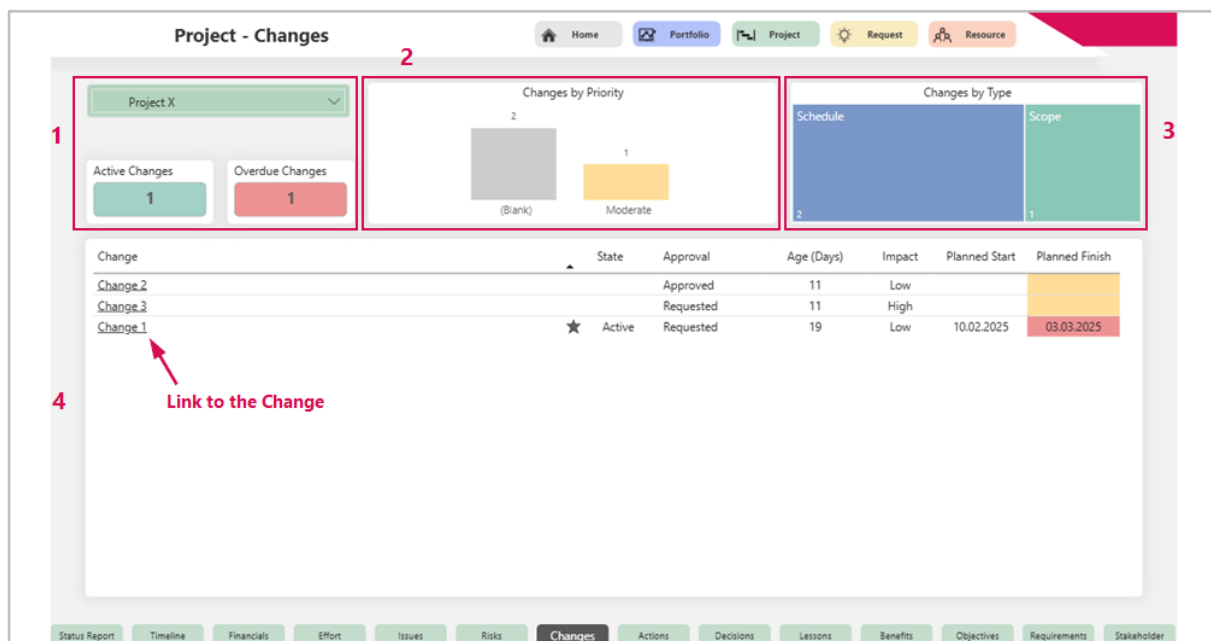 Project - Changes
Home
Portfolio
Project
Request
Resource
2
1
Project X
Active Changes
1
Overdue Changes
1
Changes by Priority
2
1
(Blank)
Moderate
Changes by Type
Schedule
Scope
2
1
3
Change State Approval Age (Days) Impact Planned Start Planned Finish
Change 2 Approved 11 Low
Change 3 Requested 11 High
Change 1 Active Requested 19 Low 10.02.2025 03.03.2025
4
Link to the Change
Status Report
Timeline
Financials
Effort
Issues
Risks
Changes
Actions
Decisions
Lessons
Benefits
Objectives
Requirements
Stakeholder